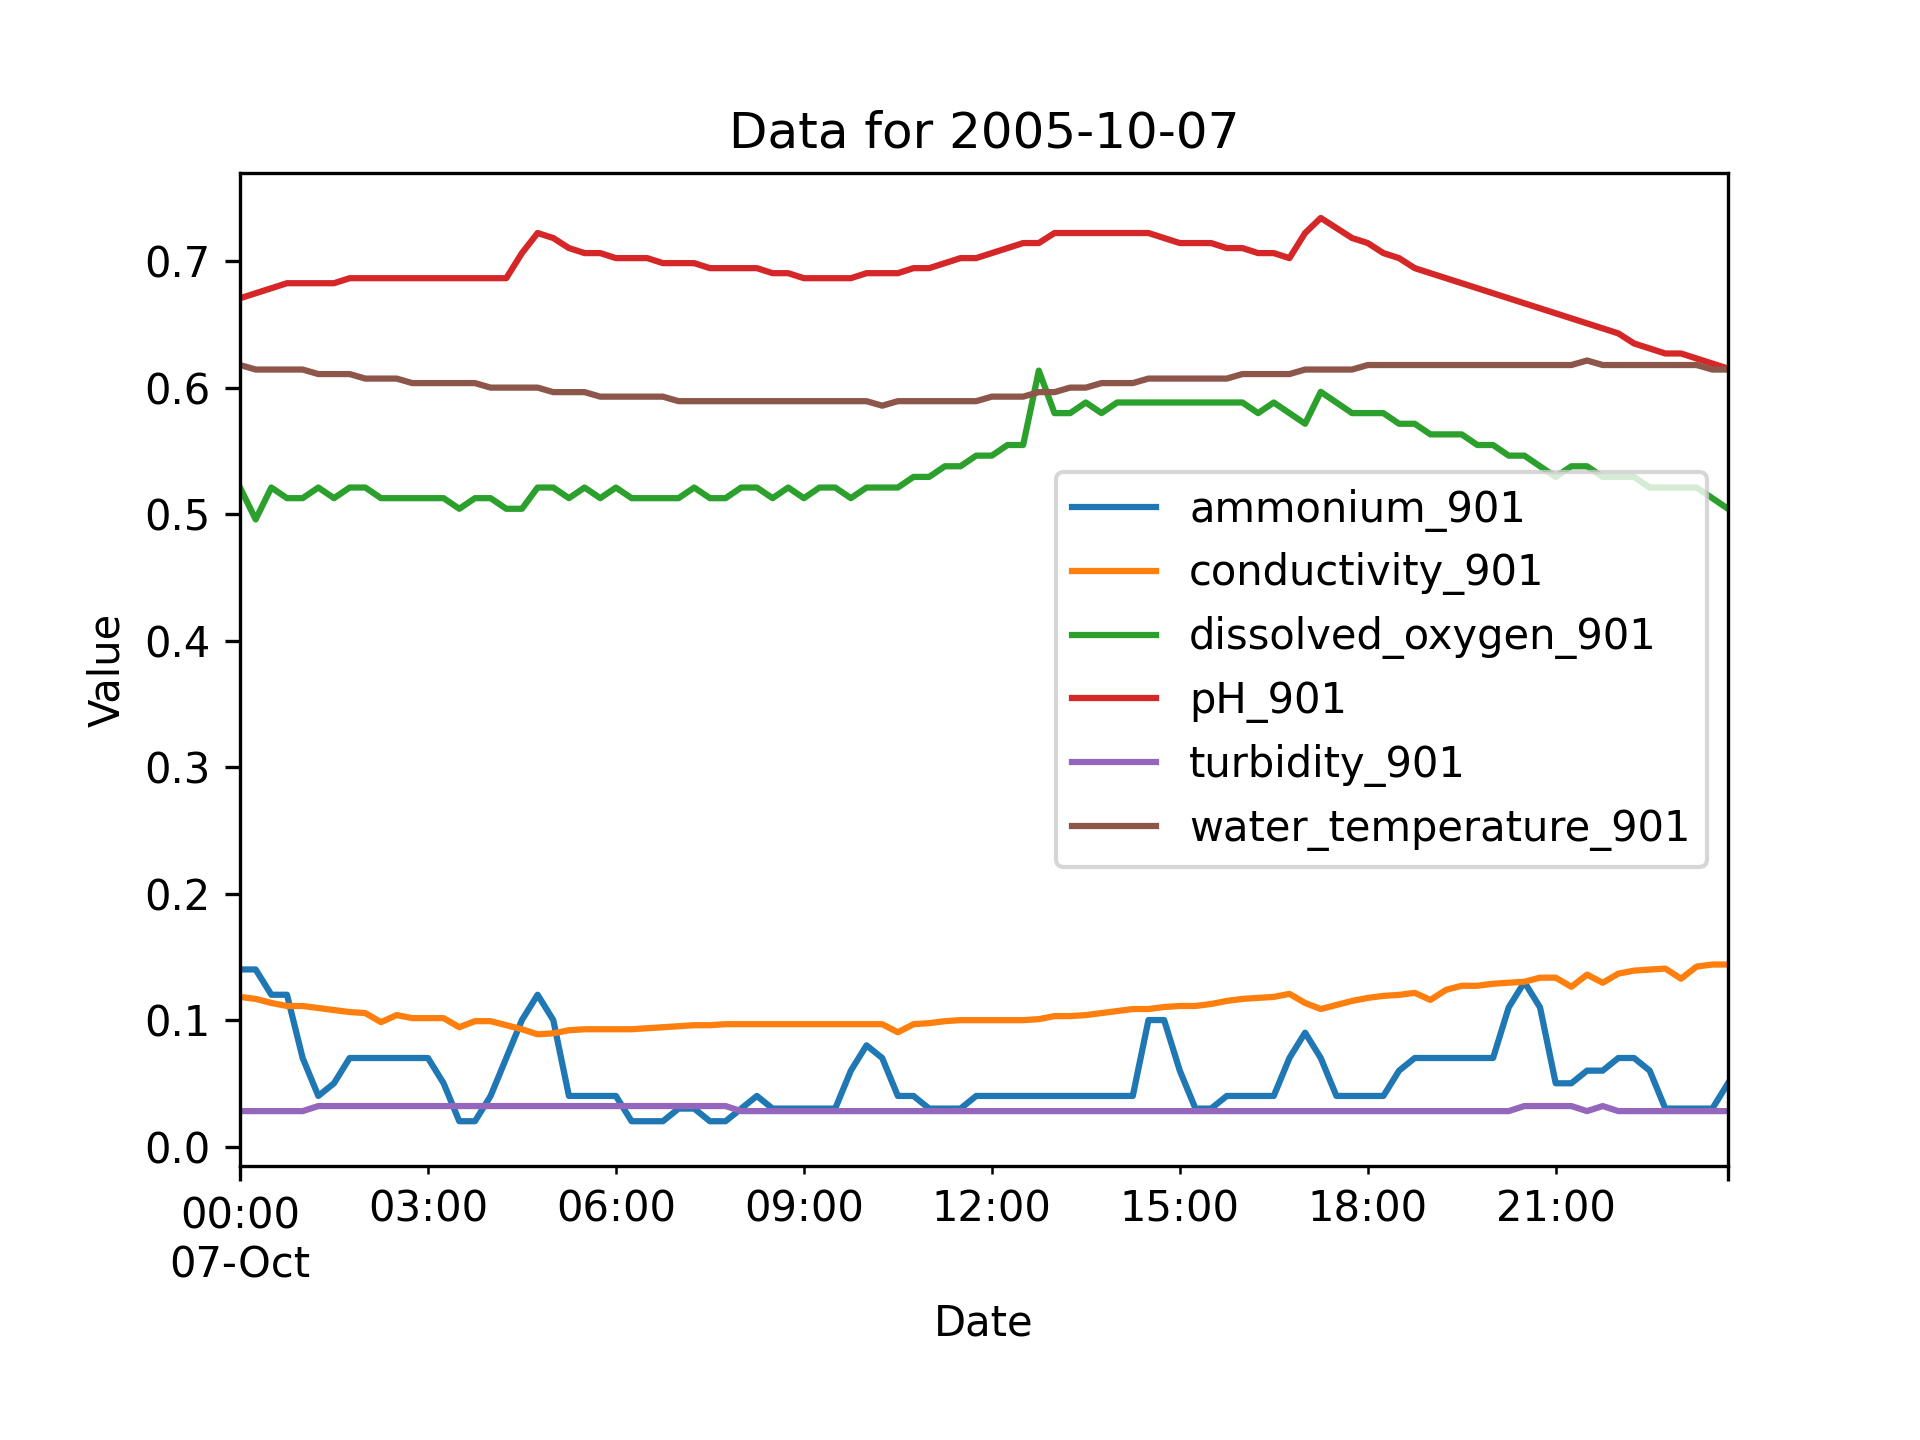 Data for 2005-10-07
0.7
0.6
0.5
0.4
0.3
0.2
0.1
0.0
Value
ammonium_901
conductivity_901
dissolved_oxygen_901
pH_901
turbidity_901
water_temperature_901
00:00 03:00 06:00 09:00 12:00 15:00 18:00 21:00
07-Oct
Date